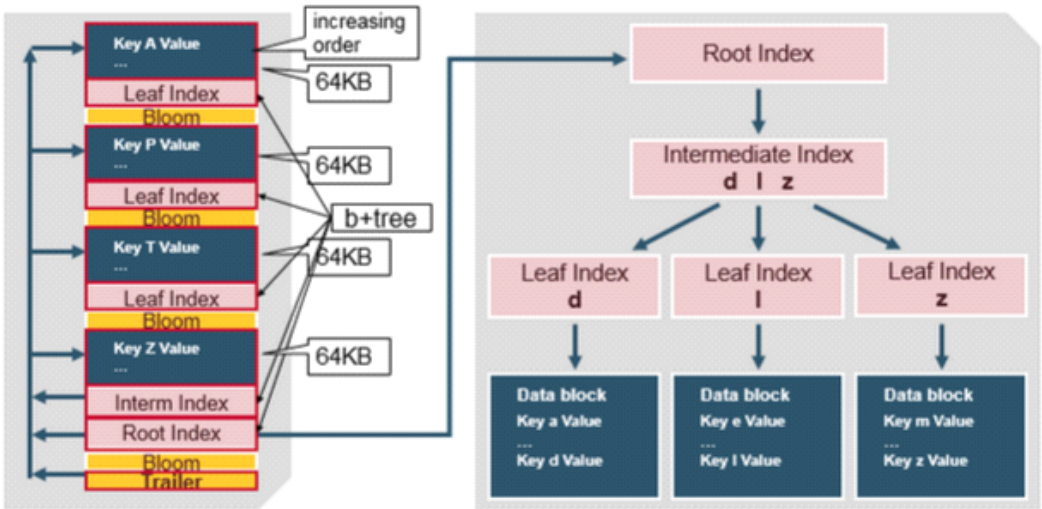 Key A Value
...
Leaf Index
Bloom
Key P Value
...
Leaf Index
Bloom
Key T Value
...
Leaf Index
Bloom
Key Z Value
...
Interm Index
Root Index
Bloom
Trailer
increasing
order
64KB
64KB
b+tree
64KB
64KB
Root Index
Intermediate Index
d l z
Leaf Index
d
Leaf Index
l
Leaf Index
z
Data block
Key a Value
...
Key d Value
Data block
Key e Value
...
Key l Value
Data block
Key m Value
...
Key z Value